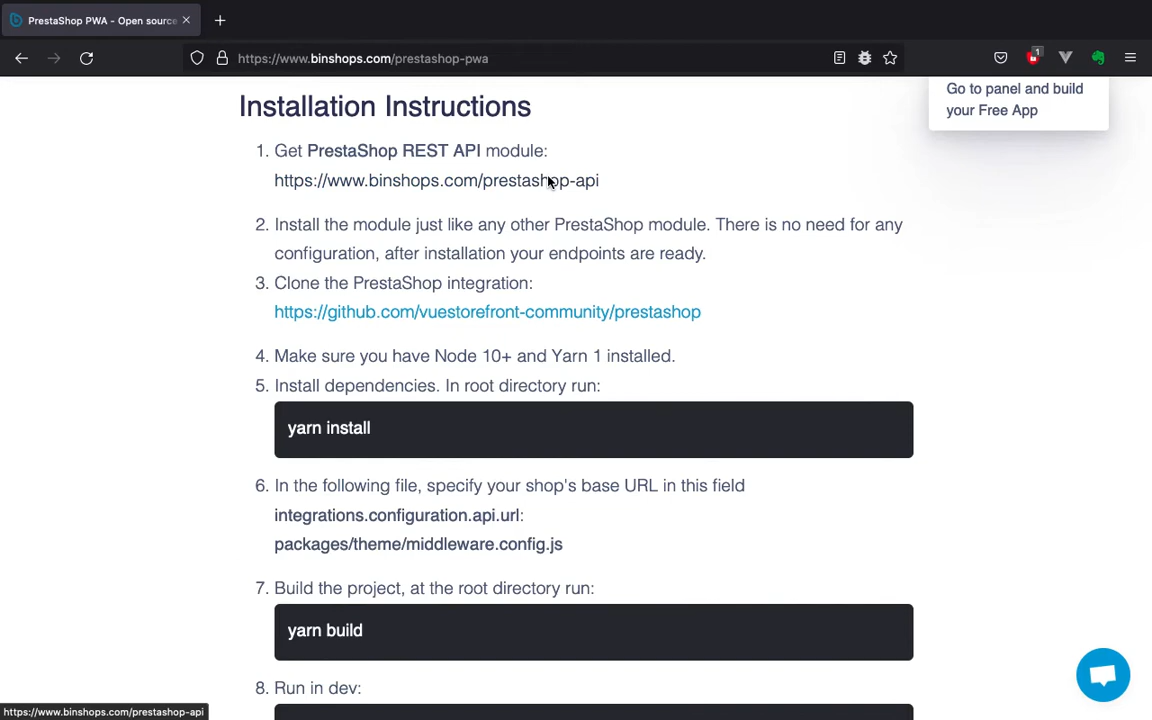 PrestaShop PWA - Open source
https://www.binshops.com/prestashop-pwa
1
Go to panel and build
your Free App
Installation Instructions
1. Get PrestaShop REST API module:
https://www.binshops.com/prestashop-api
2. Install the module just like any other PrestaShop module. There is no need for any
configuration, after installation your endpoints are ready.
3. Clone the PrestaShop integration:
https://github.com/vuestorefront-community/prestashop
4. Make sure you have Node 10+ and Yarn 1 installed.
5. Install dependencies. In root directory run:
yarn install
6. In the following file, specify your shop's base URL in this field
integrations.configuration.api.url:
packages/theme/middleware.config.js
7. Build the project, at the root directory run:
yarn build
8. Run in dev:
https://www.binshops.com/prestashop-api